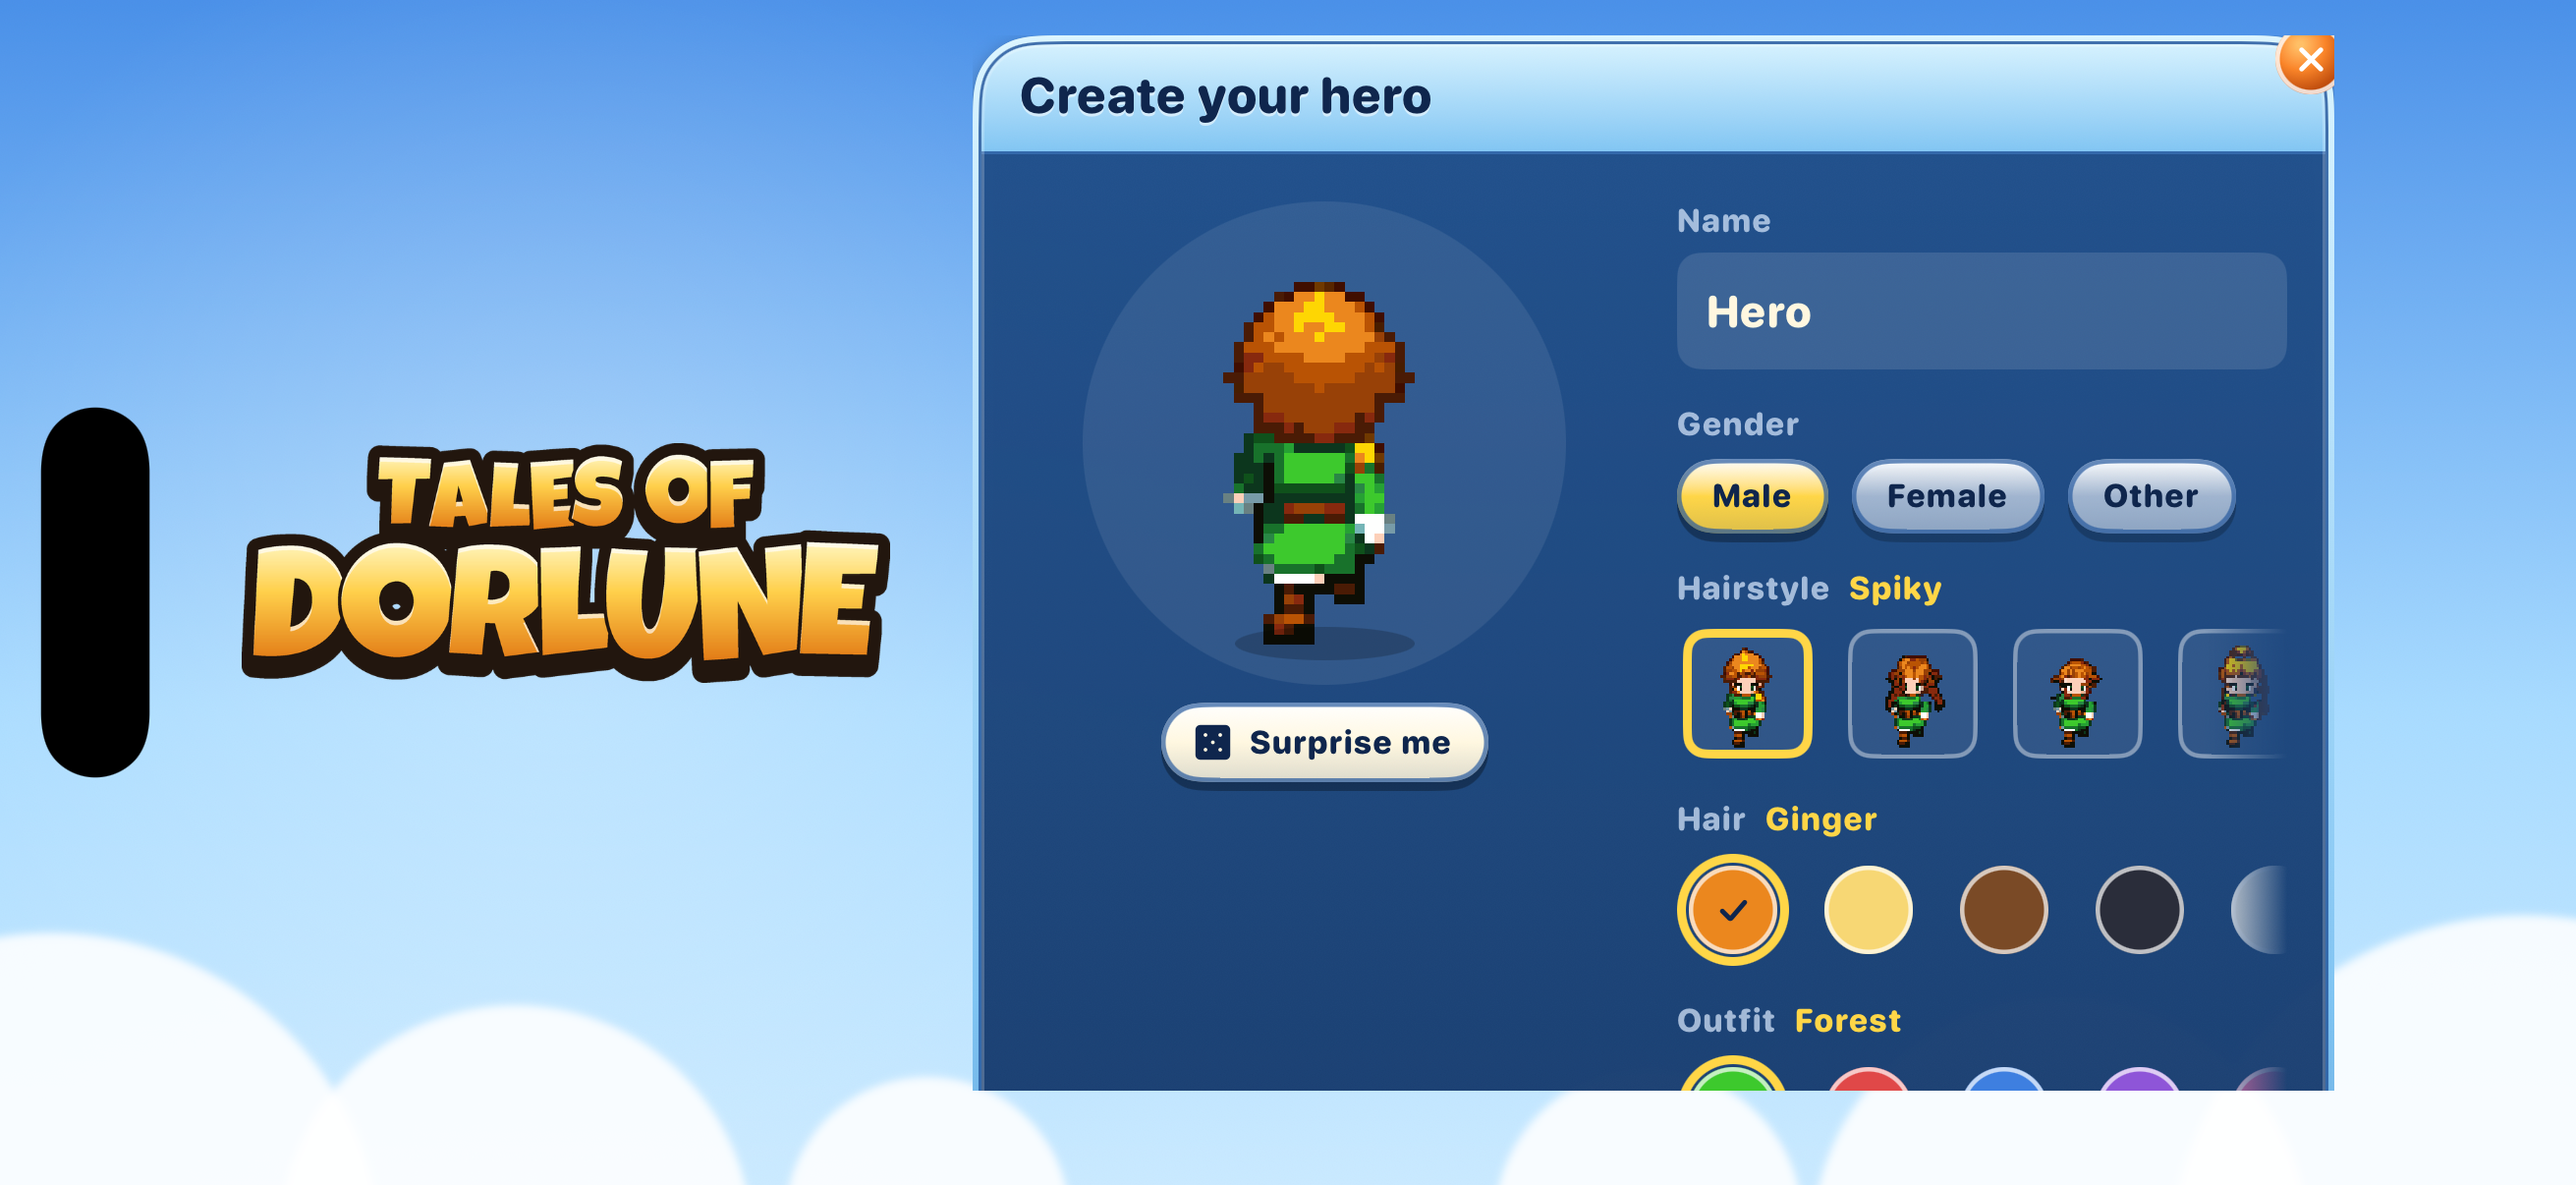 TALES OF
DORLUNE
Create your hero
Surprise me
Name
Hero
Gender
Male Female Other
Hairstyle Spiky
Hair Ginger
Outfit Forest